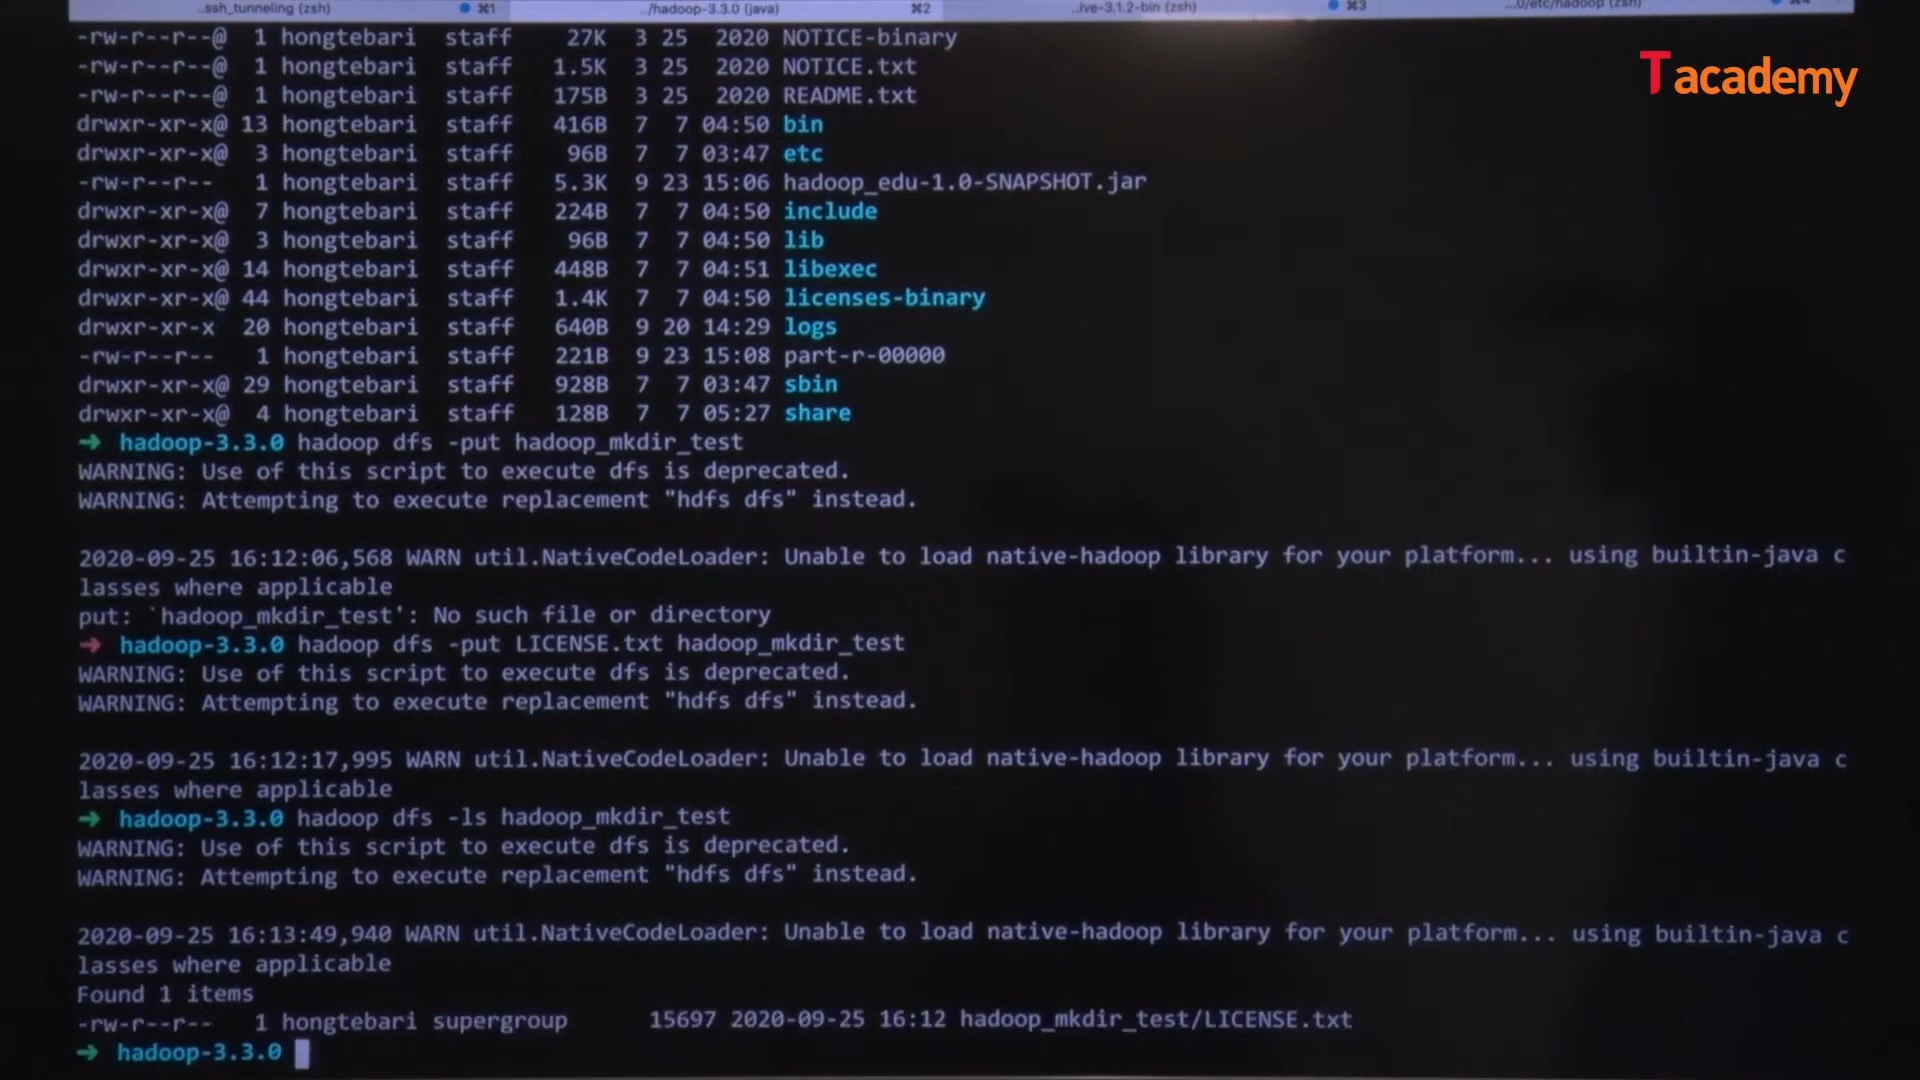 ..ssh_tunneling (zsh) ⌘1 ../hadoop-3.3.0 (java) ⌘2 ..ive-3.1.2-bin (zsh) ⌘3 ...0/etc/hadoop (zsh) ⌘4
T academy
-rw-r--r--@ 1 hongtebari staff 27K 3 25 2020 NOTICE-binary
-rw-r--r--@ 1 hongtebari staff 1.5K 3 25 2020 NOTICE.txt
-rw-r--r--@ 1 hongtebari staff 175B 3 25 2020 README.txt
drwxr-xr-x@ 13 hongtebari staff 416B 7 7 04:50 bin
drwxr-xr-x@ 3 hongtebari staff 96B 7 7 03:47 etc
-rw-r--r-- 1 hongtebari staff 5.3K 9 23 15:06 hadoop_edu-1.0-SNAPSHOT.jar
drwxr-xr-x@ 7 hongtebari staff 224B 7 7 04:50 include
drwxr-xr-x@ 3 hongtebari staff 96B 7 7 04:50 lib
drwxr-xr-x@ 14 hongtebari staff 448B 7 7 04:51 libexec
drwxr-xr-x@ 44 hongtebari staff 1.4K 7 7 04:50 licenses-binary
drwxr-xr-x 20 hongtebari staff 640B 9 20 14:29 logs
-rw-r--r-- 1 hongtebari staff 221B 9 23 15:08 part-r-00000
drwxr-xr-x@ 29 hongtebari staff 928B 7 7 03:47 sbin
drwxr-xr-x@ 4 hongtebari staff 128B 7 7 05:27 share
➜ hadoop-3.3.0 hadoop dfs -put hadoop_mkdir_test
WARNING: Use of this script to execute dfs is deprecated.
WARNING: Attempting to execute replacement "hdfs dfs" instead.
2020-09-25 16:12:06,568 WARN util.NativeCodeLoader: Unable to load native-hadoop library for your platform... using builtin-java c
lasses where applicable
put: `hadoop_mkdir_test': No such file or directory
➜ hadoop-3.3.0 hadoop dfs -put LICENSE.txt hadoop_mkdir_test
WARNING: Use of this script to execute dfs is deprecated.
WARNING: Attempting to execute replacement "hdfs dfs" instead.
2020-09-25 16:12:17,995 WARN util.NativeCodeLoader: Unable to load native-hadoop library for your platform... using builtin-java c
lasses where applicable
➜ hadoop-3.3.0 hadoop dfs -ls hadoop_mkdir_test
WARNING: Use of this script to execute dfs is deprecated.
WARNING: Attempting to execute replacement "hdfs dfs" instead.
2020-09-25 16:13:49,940 WARN util.NativeCodeLoader: Unable to load native-hadoop library for your platform... using builtin-java c
lasses where applicable
Found 1 items
-rw-r--r-- 1 hongtebari supergroup 15697 2020-09-25 16:12 hadoop_mkdir_test/LICENSE.txt
➜ hadoop-3.3.0